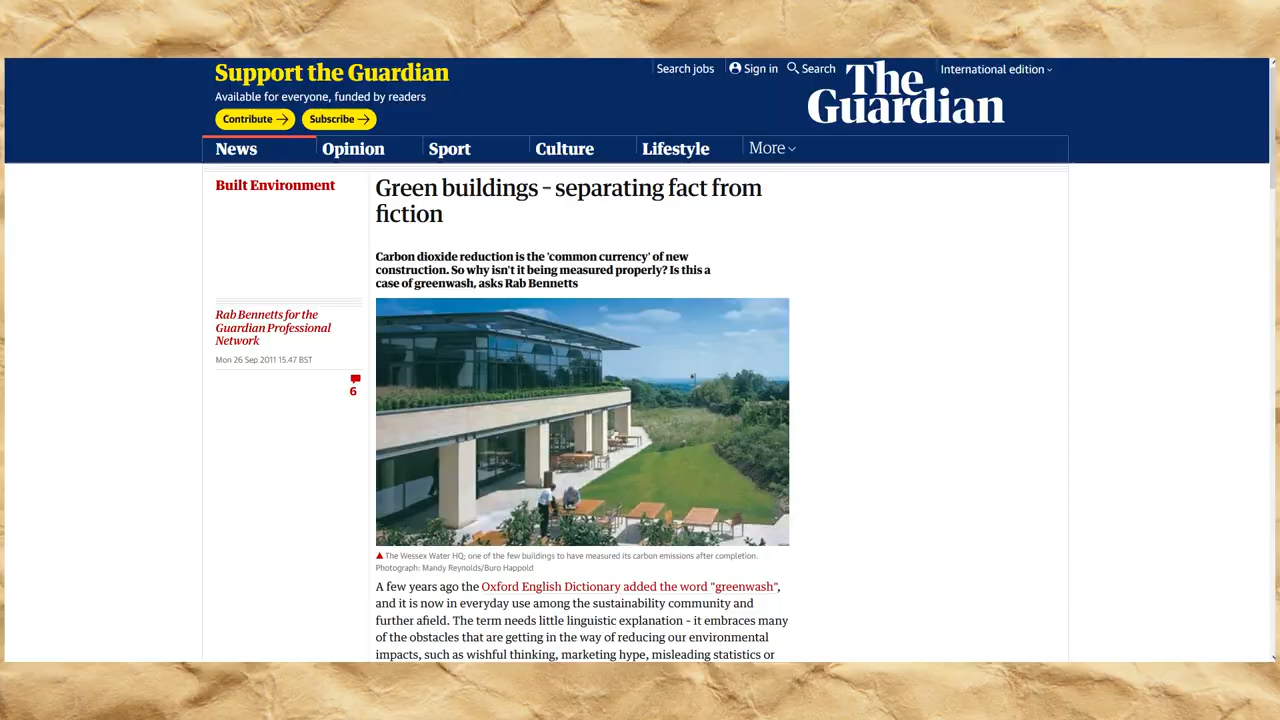 Support the Guardian
Available for everyone, funded by readers
Contribute →
Subscribe →
Search jobs
Sign in
Search
International edition
The
Guardian
News
Opinion
Sport
Culture
Lifestyle
More
Built Environment
Green buildings – separating fact from
fiction
Carbon dioxide reduction is the 'common currency' of new
construction. So why isn't it being measured properly? Is this a
case of greenwash, asks Rab Bennetts
Rab Bennetts for the
Guardian Professional
Network
Mon 26 Sep 2011 15.47 BST
6
The Wessex Water HQ; one of the few buildings to have measured its carbon emissions after completion.
Photograph: Mandy Reynolds/Buro Happold
A few years ago the Oxford English Dictionary added the word "greenwash",
and it is now in everyday use among the sustainability community and
further afield. The term needs little linguistic explanation – it embraces many
of the obstacles that are getting in the way of reducing our environmental
impacts, such as wishful thinking, marketing hype, misleading statistics or